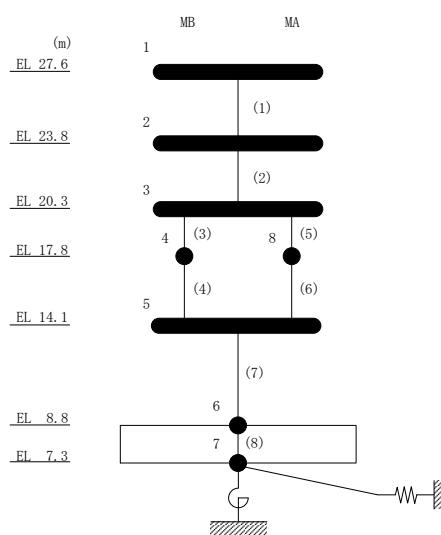 MB MA
(m)
1
EL 27.6
(1)
2
EL 23.8
(2)
3
EL 20.3
4 (3) 8 (5)
EL 17.8
(4) (6)
5
EL 14.1
(7)
6
EL 8.8
7 (8)
EL 7.3